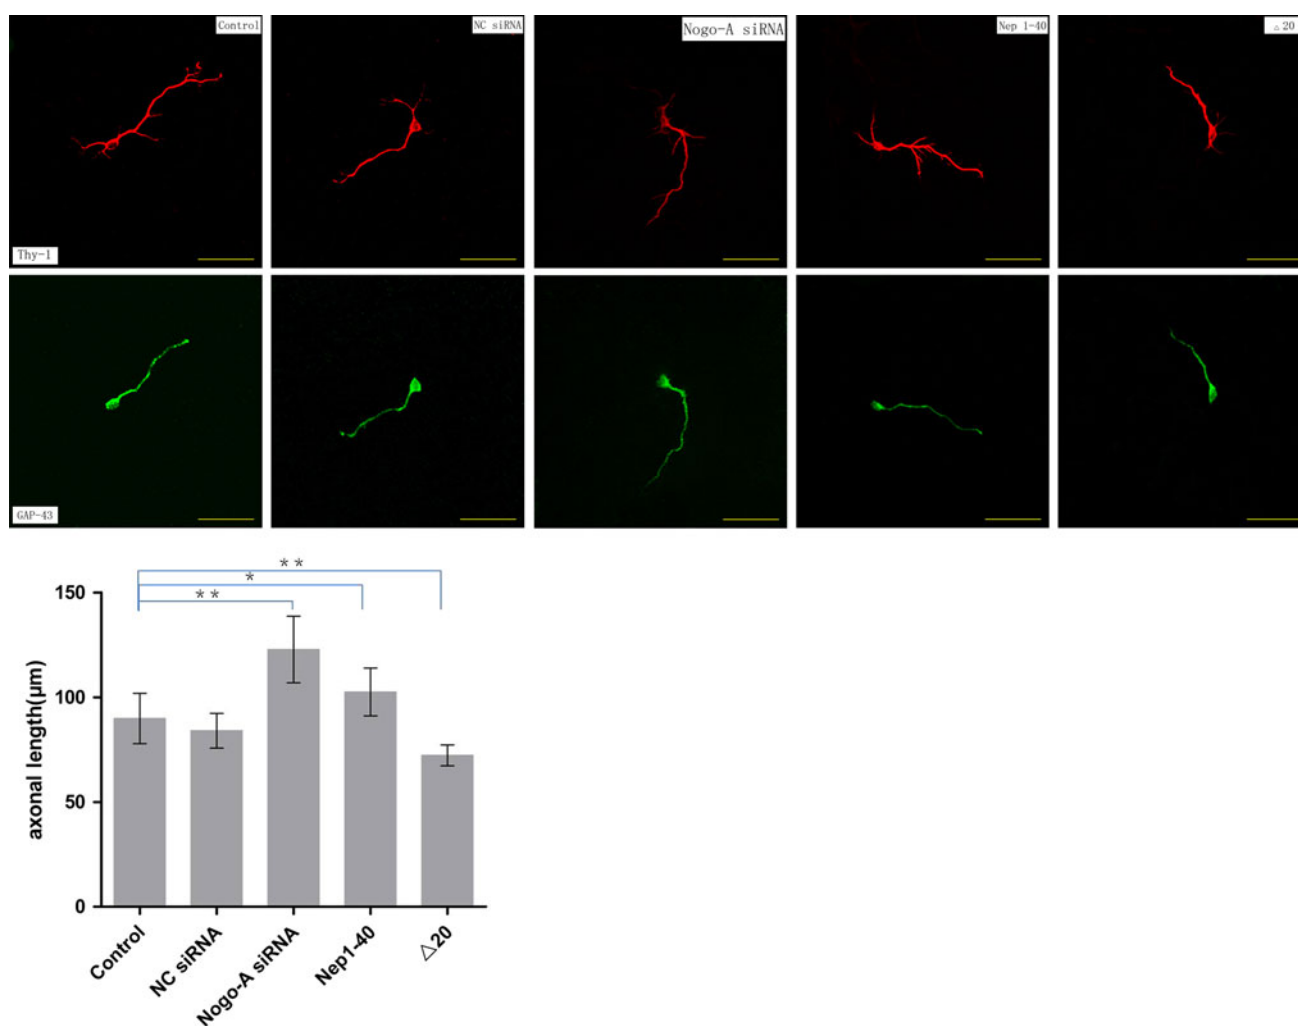 Control
NC siRNA
Nogo-A siRNA
Nep 1-40
△ 20
Thy-1
GAP-43
**
*
**
150
100
50
0
axonal length(μm)
Control
NC siRNA
Nogo-A siRNA
Nep1-40
△20